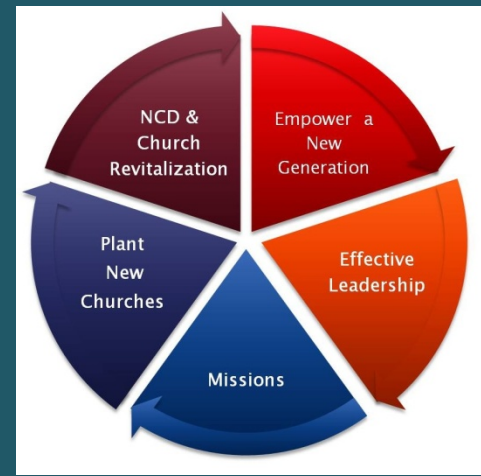 NCD &
Church
Revitalization
Empower a
New
Generation
Effective
Leadership
Missions
Plant
New
Churches